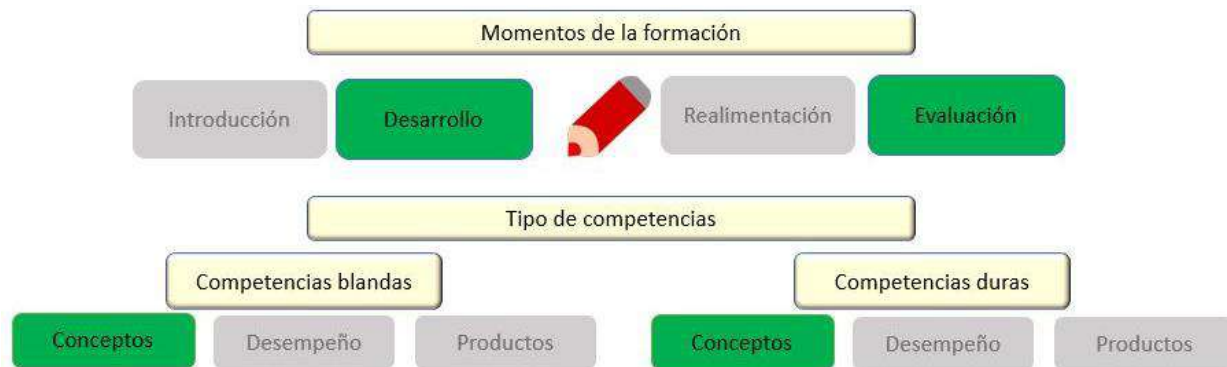 Momentos de la formación
Introducción
Desarrollo
Realimentación
Evaluación
Tipo de competencias
Competencias blandas
Competencias duras
Conceptos
Desempeño
Productos
Conceptos
Desempeño
Productos